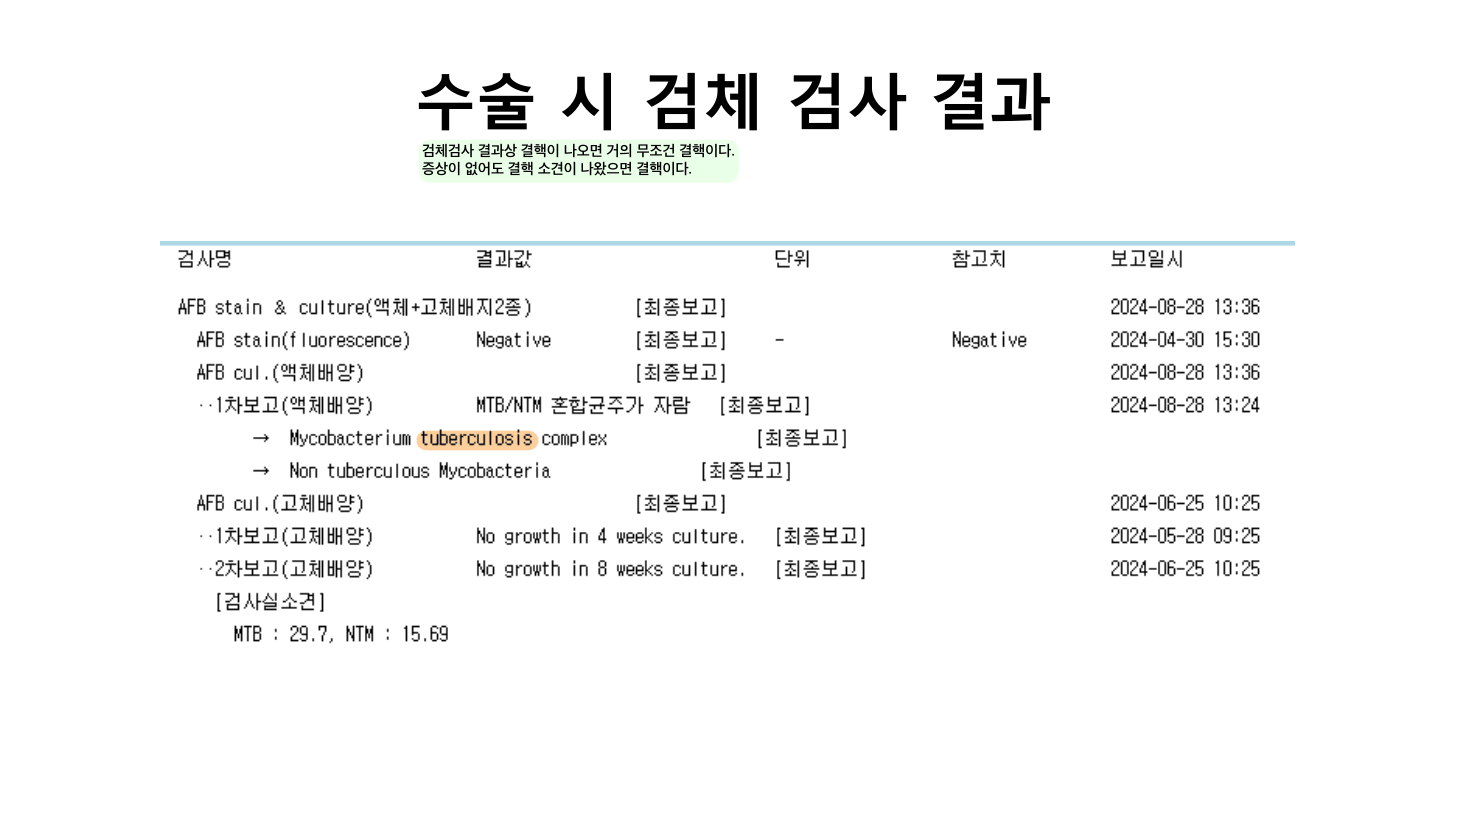 수술 시 검체 검사 결과
검체검사 결과상 결핵이 나오면 거의 무조건 결핵이다.
증상이 없어도 결핵 소견이 나왔으면 결핵이다.
검사명 결과값 단위 참고치 보고일시
AFB stain & culture(액체+고체배지2종) [최종보고] 2024-08-28 13:36
AFB stain(fluorescence) Negative [최종보고] - Negative 2024-04-30 15:30
AFB cul.(액체배양) [최종보고] 2024-08-28 13:36
··1차보고(액체배양) MTB/NTM 혼합균주가 자람 [최종보고] 2024-08-28 13:24
→ Mycobacterium tuberculosis complex [최종보고]
→ Non tuberculous Mycobacteria [최종보고]
AFB cul.(고체배양) [최종보고] 2024-06-25 10:25
··1차보고(고체배양) No growth in 4 weeks culture. [최종보고] 2024-05-28 09:25
··2차보고(고체배양) No growth in 8 weeks culture. [최종보고] 2024-06-25 10:25
[검사실소견]
MTB : 29.7, NTM : 15.69